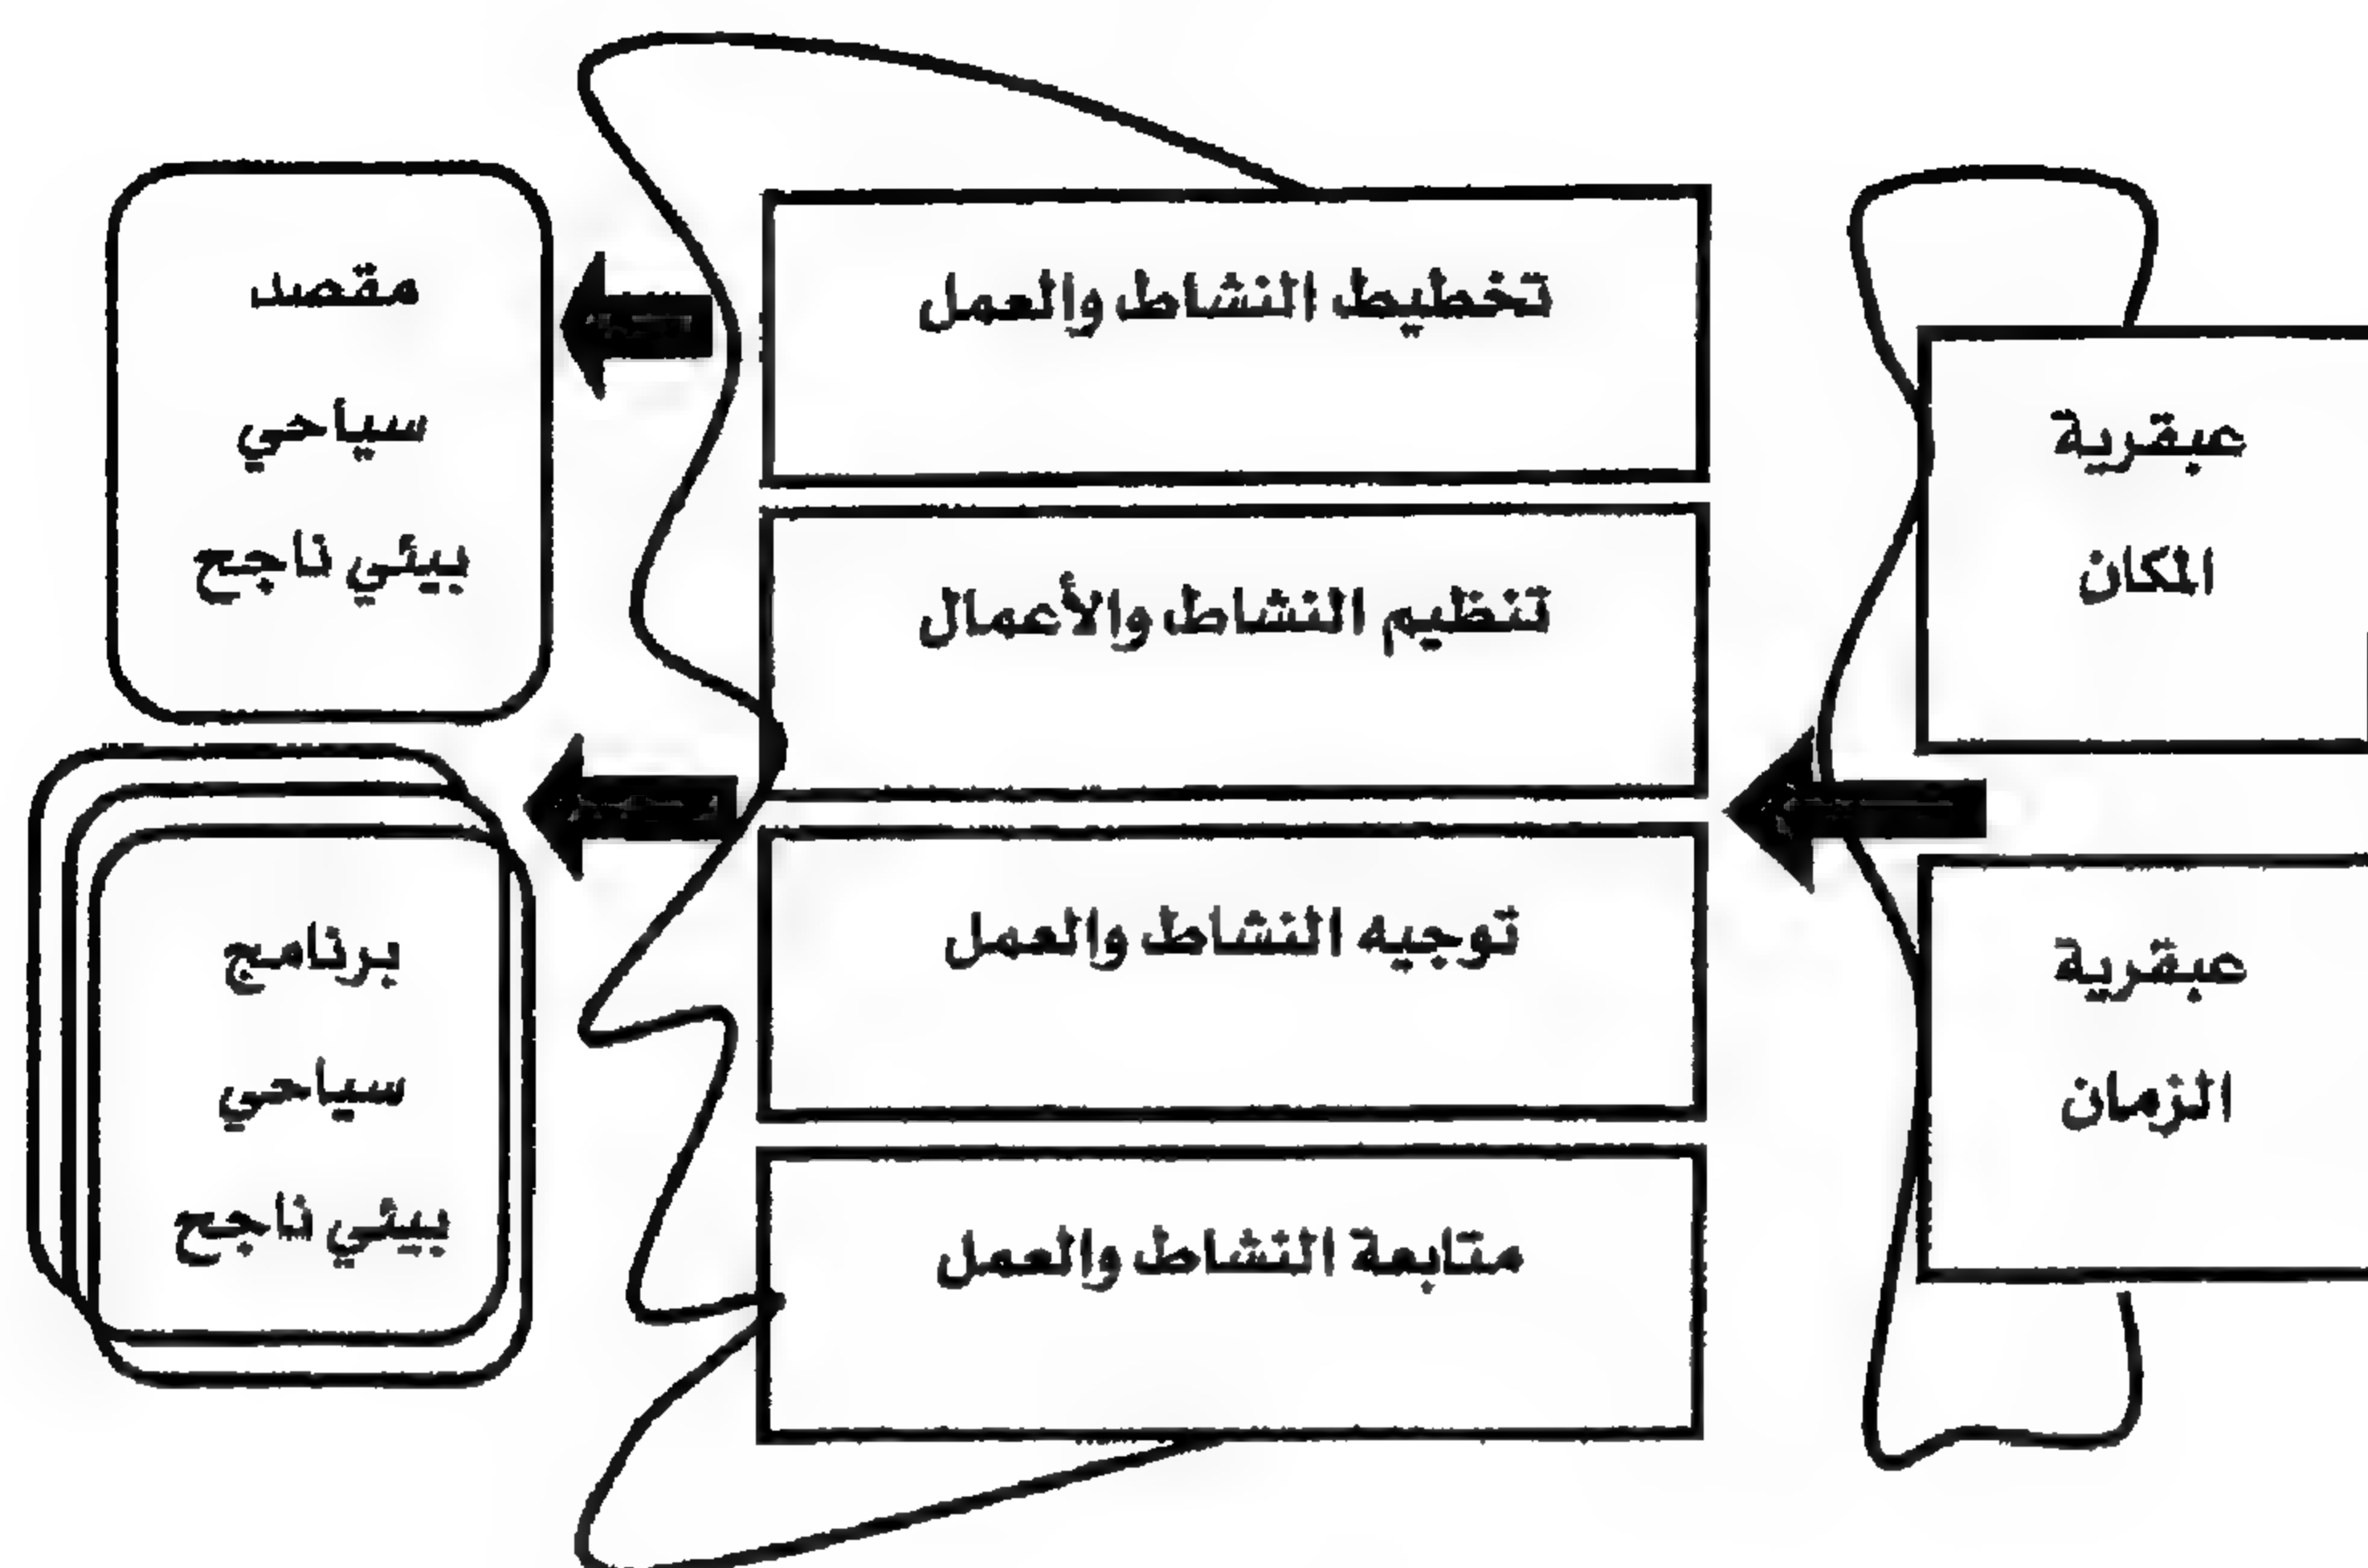 عبقرية
المكان
عبقرية
الزمان
تخطيط النشاط والعمل
تنظيم النشاط والأعمال
توجيه النشاط والعمل
متابعة النشاط والعمل
مقصد
سياحي
بيئي ناجح
برنامج
سياحي
بيئي ناجح